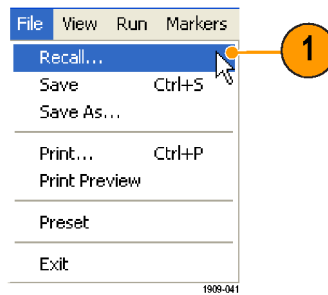 File View Run Markers
Recall... 1
Save Ctrl+S
Save As...
Print... Ctrl+P
Print Preview
Preset
Exit
1909-041